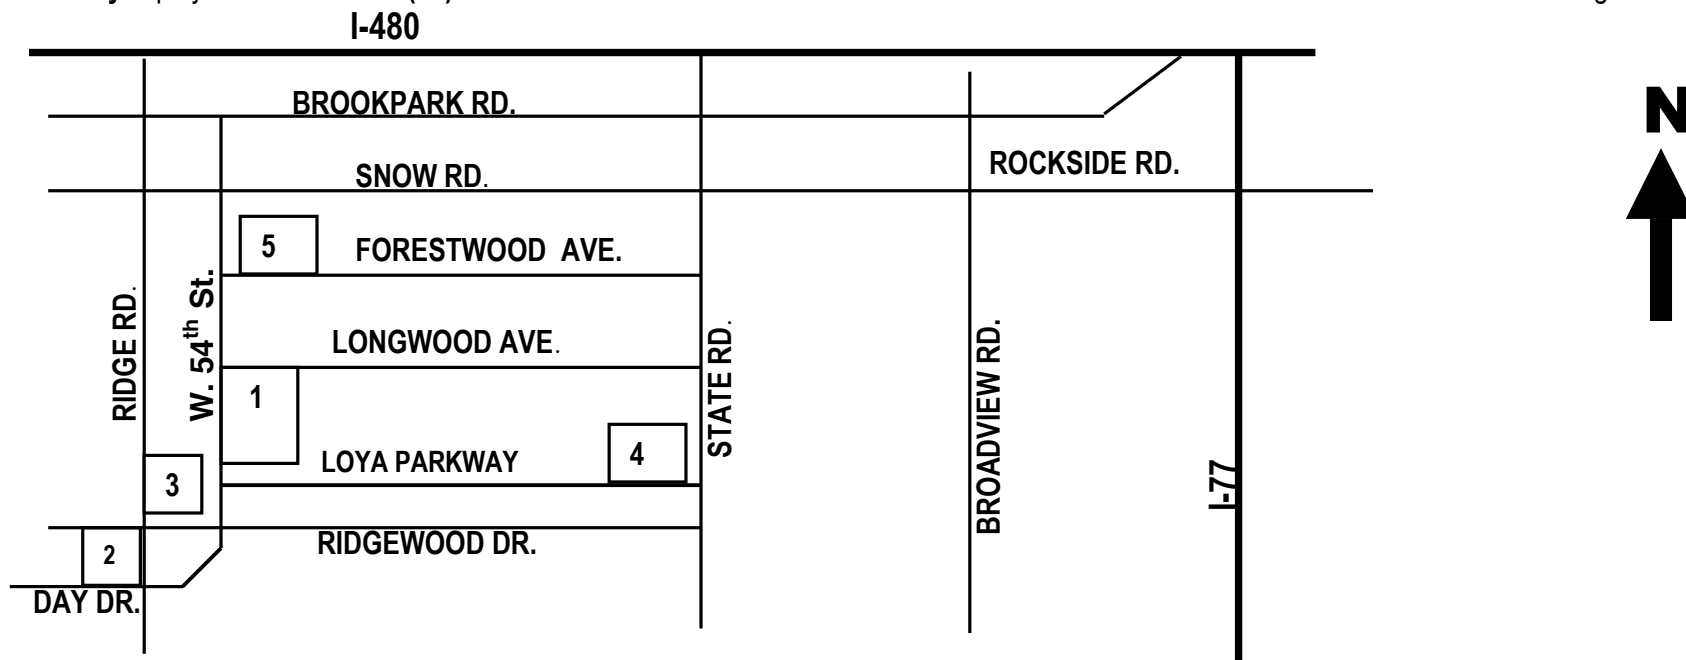 I-480
BROOKPARK RD.
N
ROCKSIDE RD.
SNOW RD.
5
FORESTWOOD AVE.
W. 54th St.
RIDGE RD.
LONGWOOD AVE.
STATE RD.
BROADVIEW RD.
1
4
LOYA PARKWAY
3
I-77
RIDGEWOOD DR.
2
DAY DR.